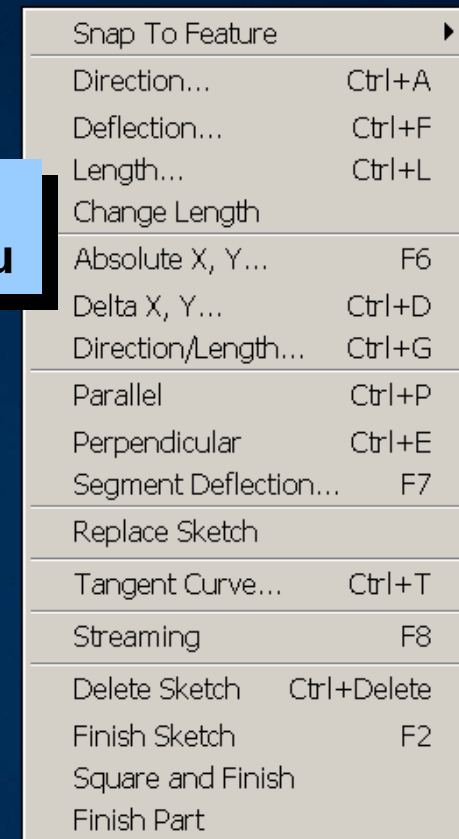 Snap To Feature
Direction... Ctrl+A
Deflection... Ctrl+F
Length... Ctrl+L
Change Length
Absolute X, Y... F6
Delta X, Y... Ctrl+D
Direction/Length... Ctrl+G
Parallel Ctrl+P
Perpendicular Ctrl+E
Segment Deflection... F7
Replace Sketch
Tangent Curve... Ctrl+T
Streaming F8
Delete Sketch Ctrl+Delete
Finish Sketch F2
Square and Finish
Finish Part